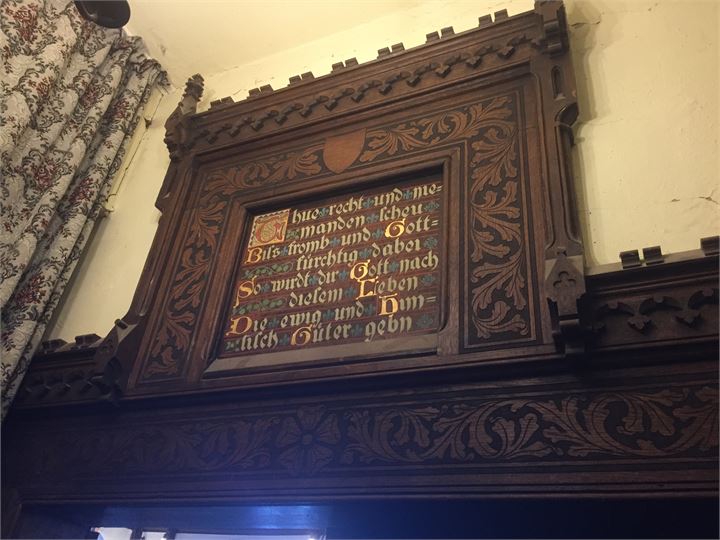 Thue recht und nie=
manden scheu
Bis fromb und Gott=
fürchtig dabei
So wirdt dir Gott nach
diesem Leben
Die ewig und Him=
lisch Güter gebn